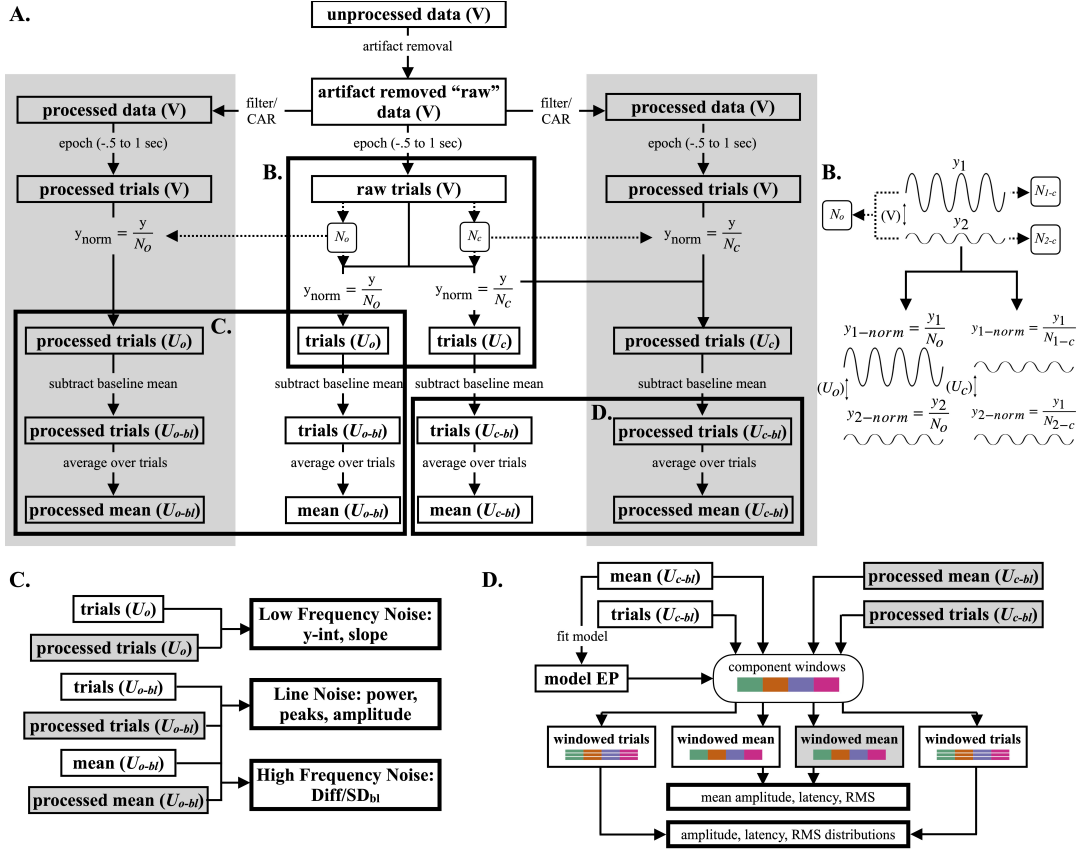 A.
unprocessed data (V)
artifact removal
artifact removed “raw”
data (V)
filter/
CAR
filter/
CAR
processed data (V)
processed data (V)
epoch (-.5 to 1 sec)
epoch (-.5 to 1 sec)
epoch (-.5 to 1 sec)
B.
processed trials (V)
raw trials (V)
processed trials (V)
y_norm = y/N_o
N_o
N_c
y_norm = y/N_c
y_norm = y/N_o
y_norm = y/N_c
C.
processed trials (U_o)
trials (U_o)
trials (U_c)
processed trials (U_c)
subtract baseline mean
subtract baseline mean
subtract baseline mean
subtract baseline mean
D.
processed trials (U_o-bl)
trials (U_o-bl)
trials (U_c-bl)
processed trials (U_c-bl)
average over trials
average over trials
average over trials
average over trials
processed mean (U_o-bl)
mean (U_o-bl)
mean (U_c-bl)
processed mean (U_c-bl)
B.
y_1
N_1-c
N_o
(V)
y_2
N_2-c
y_1−norm = y_1/N_o
y_1−norm = y_1/N_1−c
(U_o)
(U_c)
y_2−norm = y_2/N_o
y_2−norm = y_1/N_2−c
C.
trials (U_o)
processed trials (U_o)
Low Frequency Noise:
y-int, slope
trials (U_o-bl)
processed trials (U_o-bl)
Line Noise: power,
peaks, amplitude
mean (U_o-bl)
processed mean (U_o-bl)
High Frequency Noise:
Diff/SD_bl
D.
mean (U_c-bl)
processed mean (U_c-bl)
trials (U_c-bl)
processed trials (U_c-bl)
fit model
model EP
component windows
windowed trials
windowed mean
windowed mean
windowed trials
mean amplitude, latency, RMS
amplitude, latency, RMS distributions